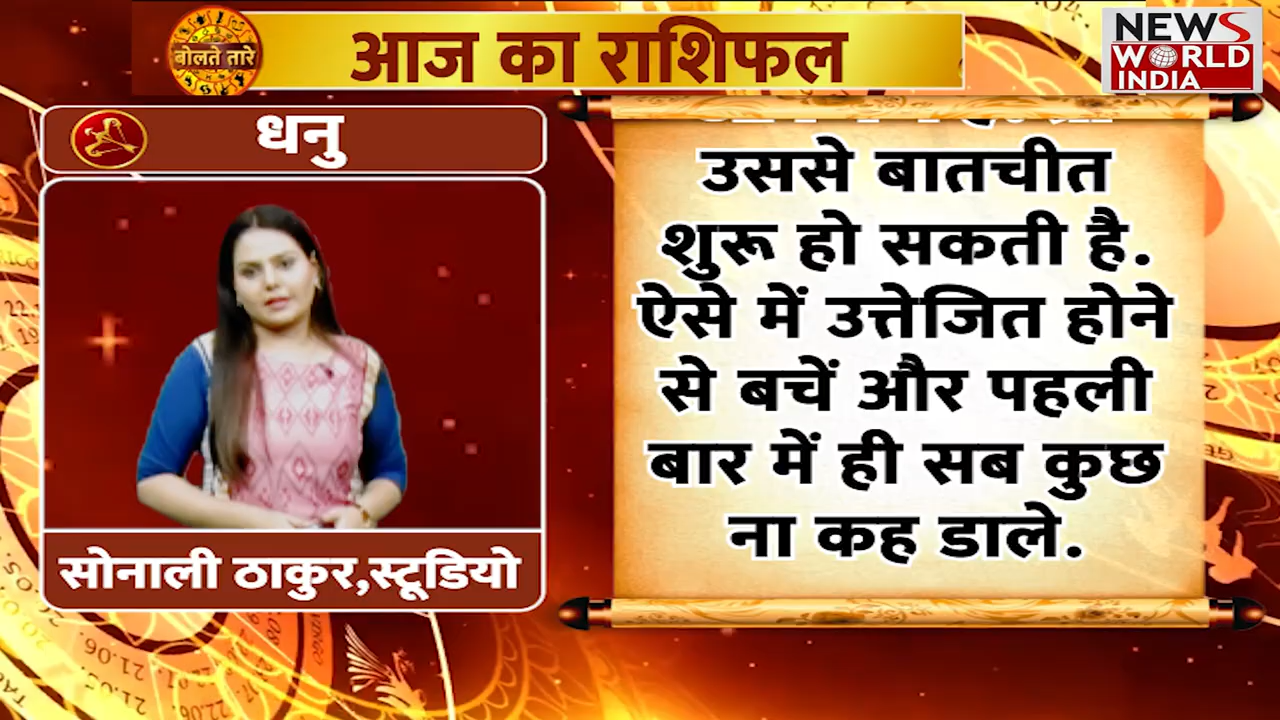 बोलते तारे
आज का राशिफल
NEWS
WORLD
INDIA
धनु
उससे बातचीत
शुरू हो सकती है.
ऐसे में उत्तेजित होने
से बचें और पहली
बार में ही सब कुछ
ना कह डाले.
सोनाली ठाकुर,स्टूडियो